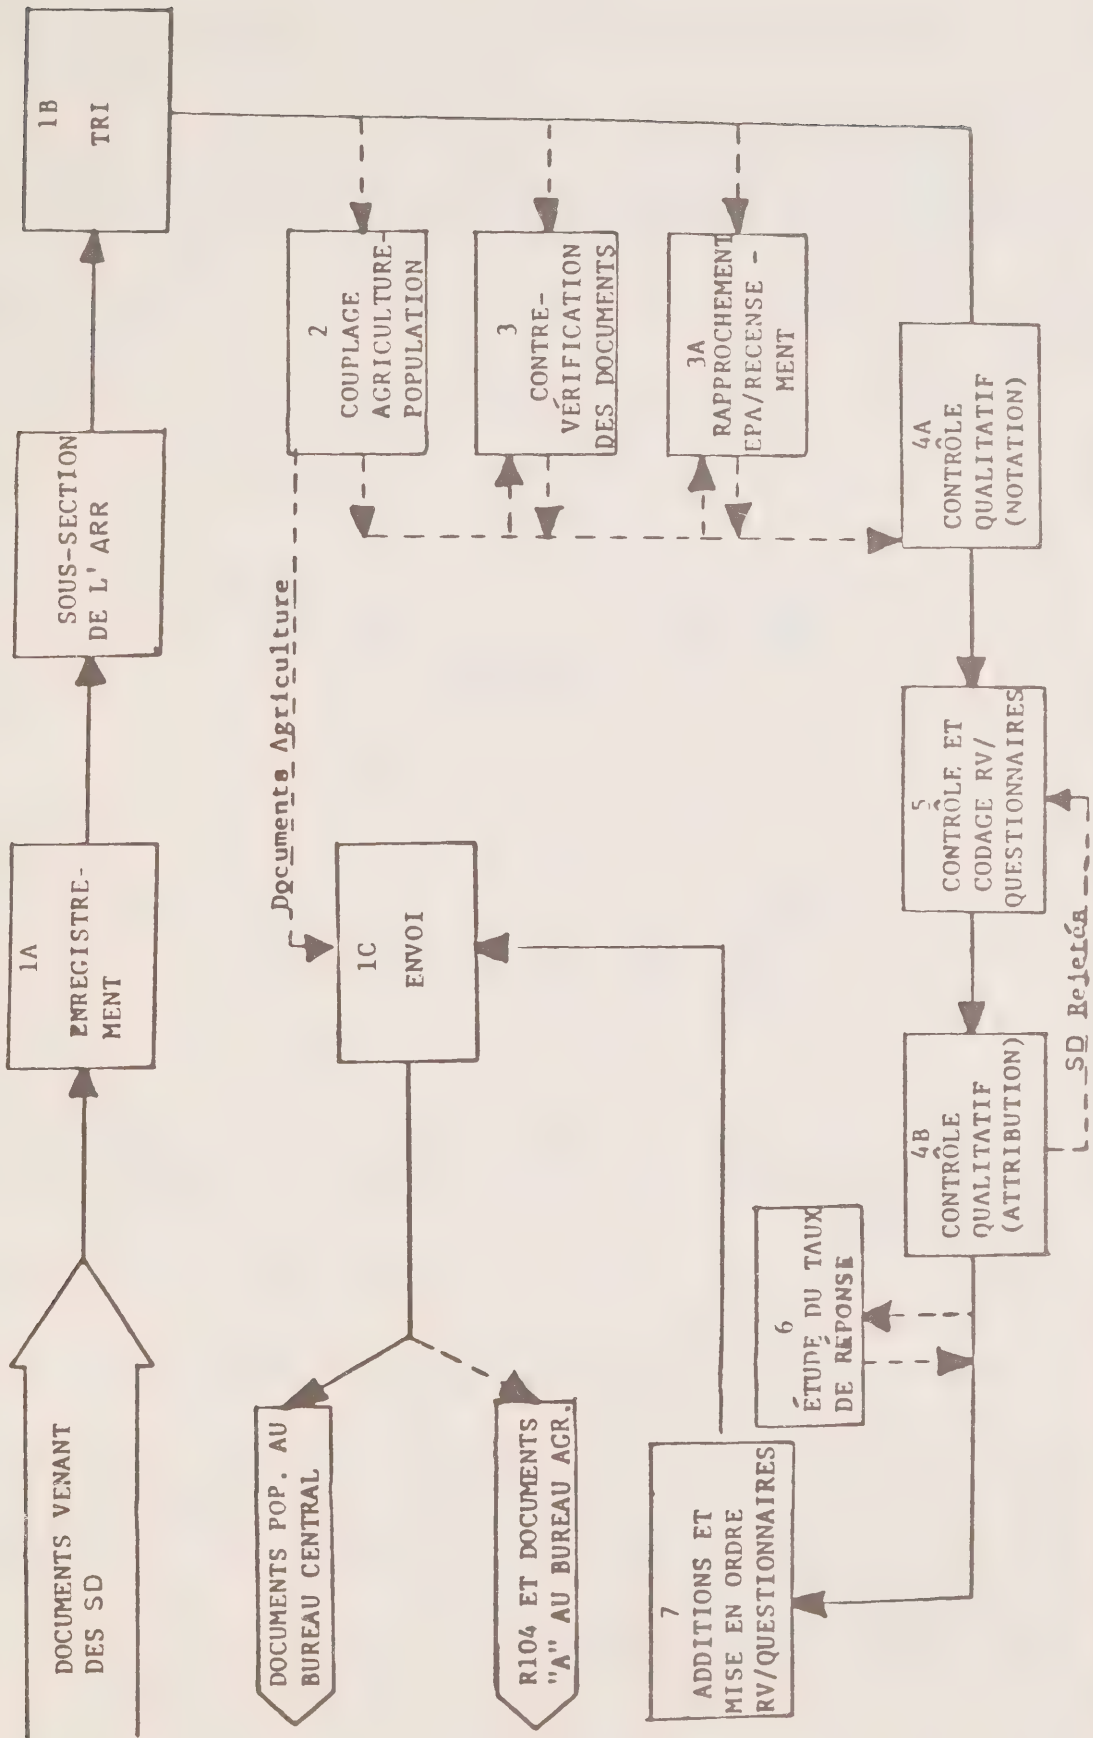 DOCUMENTS VENANT
DES SD
1A
ENREGISTRE-
MENT
SOUS-SECTION
DE L'ARR
1B
TRI
DOCUMENTS POP. AU
BUREAU CENTRAL
R104 ET DOCUMENTS
"A" AU BUREAU AGR.
1C
ENVOI
Documents Agriculture
2
COUPLAGE
AGRICULTURE-
POPULATION
3
CONTRE-
VÉRIFICATION
DES DOCUMENTS
3A
RAPPROCHEMENT
EPA/RECENSE-
MENT
7
ADDITIONS ET
MISE EN ORDRE
RV/QUESTIONNAIRES
6
ÉTUDE DU TAUX
DE RÉPONSE
4B
CONTRÔLE
QUALITATIF
(ATTRIBUTION)
5
CONTRÔLE ET
CODAGE RV/
QUESTIONNAIRES
4A
CONTRÔLE
QUALITATIF
(NOTATION)
SD Rejetés